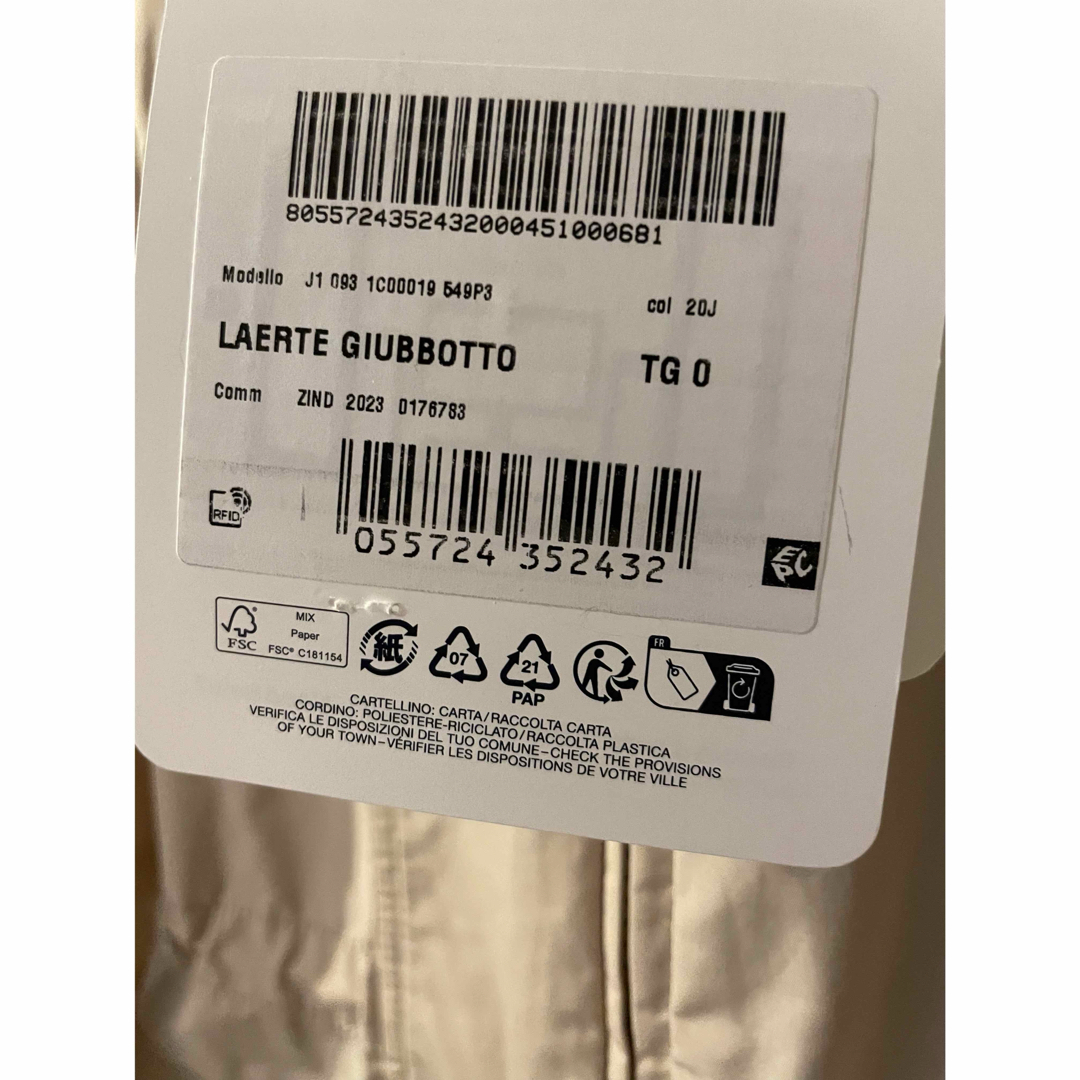 8055724352432000451000681
Modello J1 093 1C00019 549P3
col 20J
LAERTE GIUBBOTTO
TG 0
Comm ZIND 2023 0176783
RFID
055724 352432
EPC
FSC
MIX
Paper
FSC® C181154
紙
07
21
PAP
FR
CARTELLINO: CARTA/RACCOLTA CARTA
CORDINO: POLIESTERE-RICICLATO/RACCOLTA PLASTICA
VERIFICA LE DISPOSIZIONI DEL TUO COMUNE–CHECK THE PROVISIONS
OF YOUR TOWN–VÉRIFIER LES DISPOSITIONS DE VOTRE VILLE